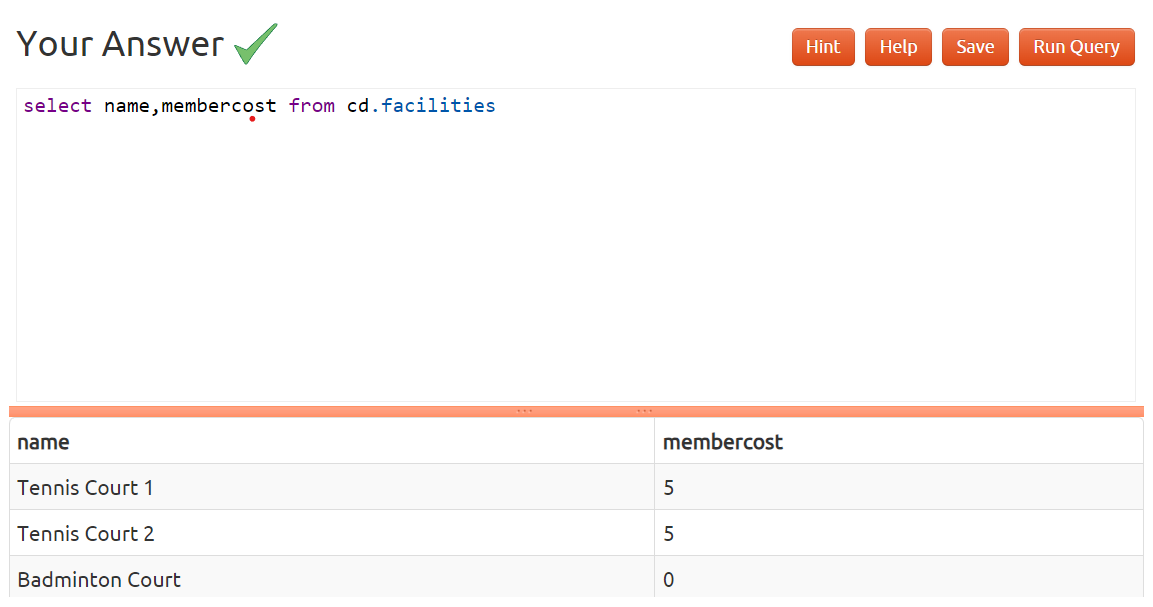 Your Answer
Hint Help Save Run Query
select name,membercost from cd.facilities
name membercost
Tennis Court 1 5
Tennis Court 2 5
Badminton Court 0